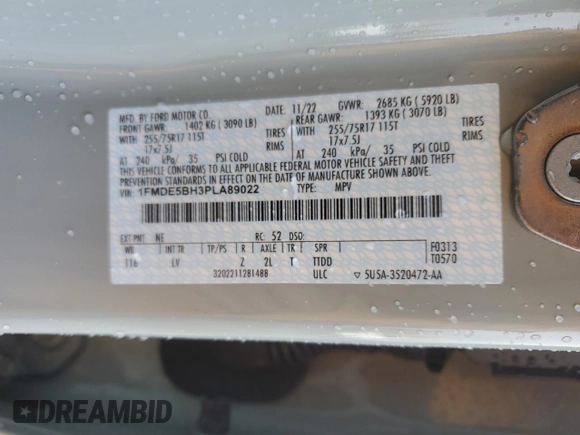 MFD. BY FORD MOTOR CO.
DATE: 11/22 GVWR: 2685 KG ( 5920 LB)
FRONT GAWR: 1402 KG ( 3090 LB)
REAR GAWR: 1393 KG ( 3070 LB)
WITH 255/75R17 115T TIRES
WITH 255/75R17 115T TIRES
17x7.5J RIMS
17x7.5J RIMS
AT 240 kPa/ 35 PSI COLD
AT 240 kPa/ 35 PSI COLD
THIS VEHICLE CONFORMS TO ALL APPLICABLE FEDERAL MOTOR VEHICLE
SAFETY AND THEFT PREVENTION STANDARDS IN EFFECT ON THE DATE OF
MANUFACTURE SHOWN ABOVE.
VIN: 1FMDE5BH3PLA89022 TYPE: MPV
EXT PNT: NE RC: 52 DSO:
WB INT TR TP/PS R AXLE TR SPR
116 LV Z 2L T TTDD
F0313
T0570
3202211281488 ULC ▽ 5U5A-3520472-AA
DREAMBID